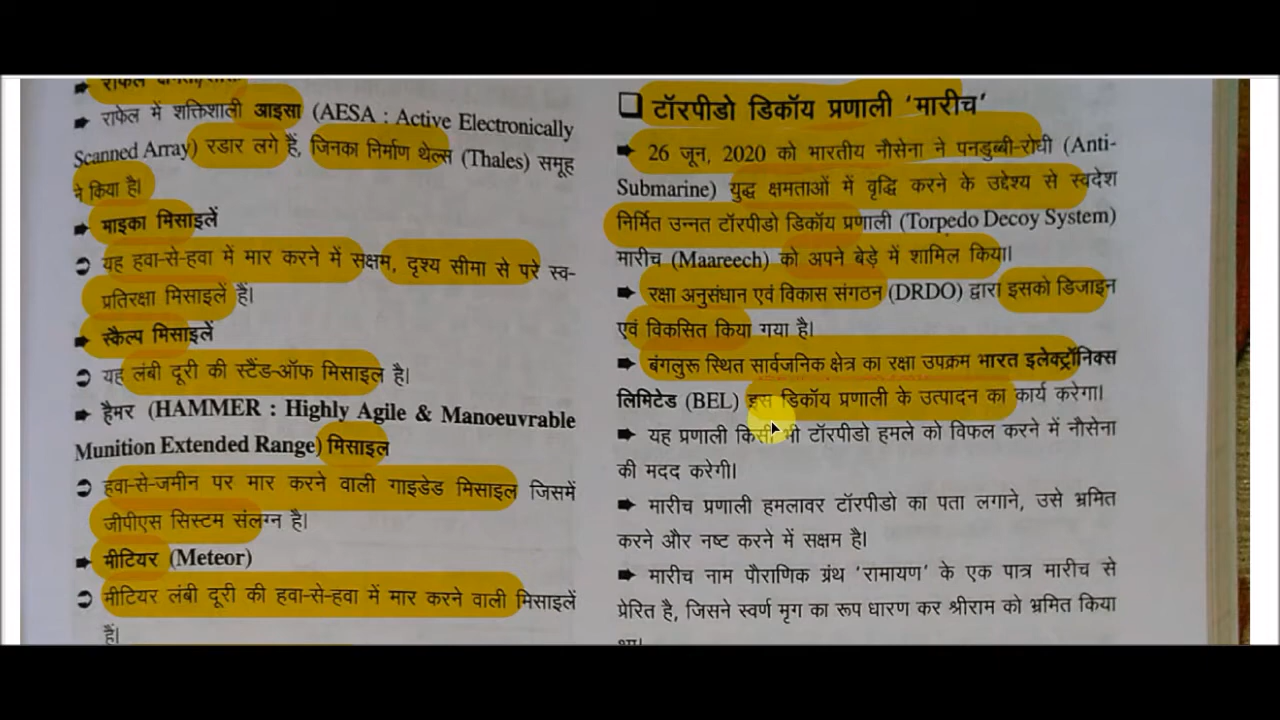 राफेल
➡ राफेल में शक्तिशाली आइसा (AESA : Active Electronically
Scanned Array) रडार लगे हैं, जिनका निर्माण थेल्स (Thales) समूह
ने किया है।
➡ माइका मिसाइलें
➲ यह हवा-से-हवा में मार करने में सक्षम, दृश्य सीमा से परे स्व-
प्रतिरक्षा मिसाइलें हैं।
➡ स्कैल्प मिसाइलें
➲ यह लंबी दूरी की स्टैंड-ऑफ मिसाइल है।
➡ हैमर (HAMMER : Highly Agile & Manoeuvrable
Munition Extended Range) मिसाइल
➲ हवा-से-जमीन पर मार करने वाली गाइडेड मिसाइल जिसमें
जीपीएस सिस्टम संलग्न है।
➡ मीटियर (Meteor)
➲ मीटियर लंबी दूरी की हवा-से-हवा में मार करने वाली मिसाइलें
हैं।
❑ टॉरपीडो डिकॉय प्रणाली ‘मारीच’
➡ 26 जून, 2020 को भारतीय नौसेना ने पनडुब्बी-रोधी (Anti-
Submarine) युद्ध क्षमताओं में वृद्धि करने के उद्देश्य से स्वदेश
निर्मित उन्नत टॉरपीडो डिकॉय प्रणाली (Torpedo Decoy System)
मारीच (Maareech) को अपने बेड़े में शामिल किया।
➡ रक्षा अनुसंधान एवं विकास संगठन (DRDO) द्वारा इसको डिजाइन
एवं विकसित किया गया है।
➡ बंगलुरू स्थित सार्वजनिक क्षेत्र का रक्षा उपक्रम भारत इलेक्ट्रॉनिक्स
लिमिटेड (BEL) इस डिकॉय प्रणाली के उत्पादन का कार्य करेगा।
➡ यह प्रणाली किसी भी टॉरपीडो हमले को विफल करने में नौसेना
की मदद करेगी।
➡ मारीच प्रणाली हमलावर टॉरपीडो का पता लगाने, उसे भ्रमित
करने और नष्ट करने में सक्षम है।
➡ मारीच नाम पौराणिक ग्रंथ ‘रामायण’ के एक पात्र मारीच से
प्रेरित है, जिसने स्वर्ण मृग का रूप धारण कर श्रीराम को भ्रमित किया